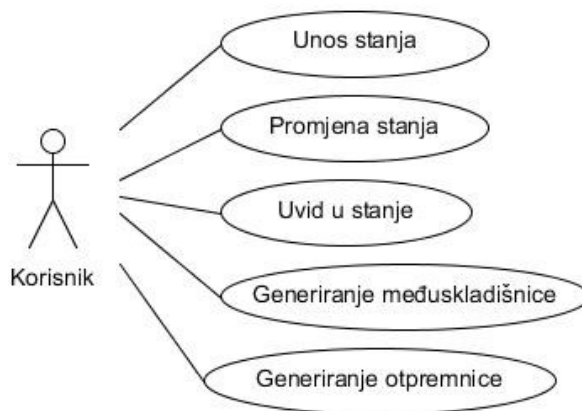 Unos stanja
Promjena stanja
Uvid u stanje
Korisnik
Generiranje međuskladišnice
Generiranje otpremnice